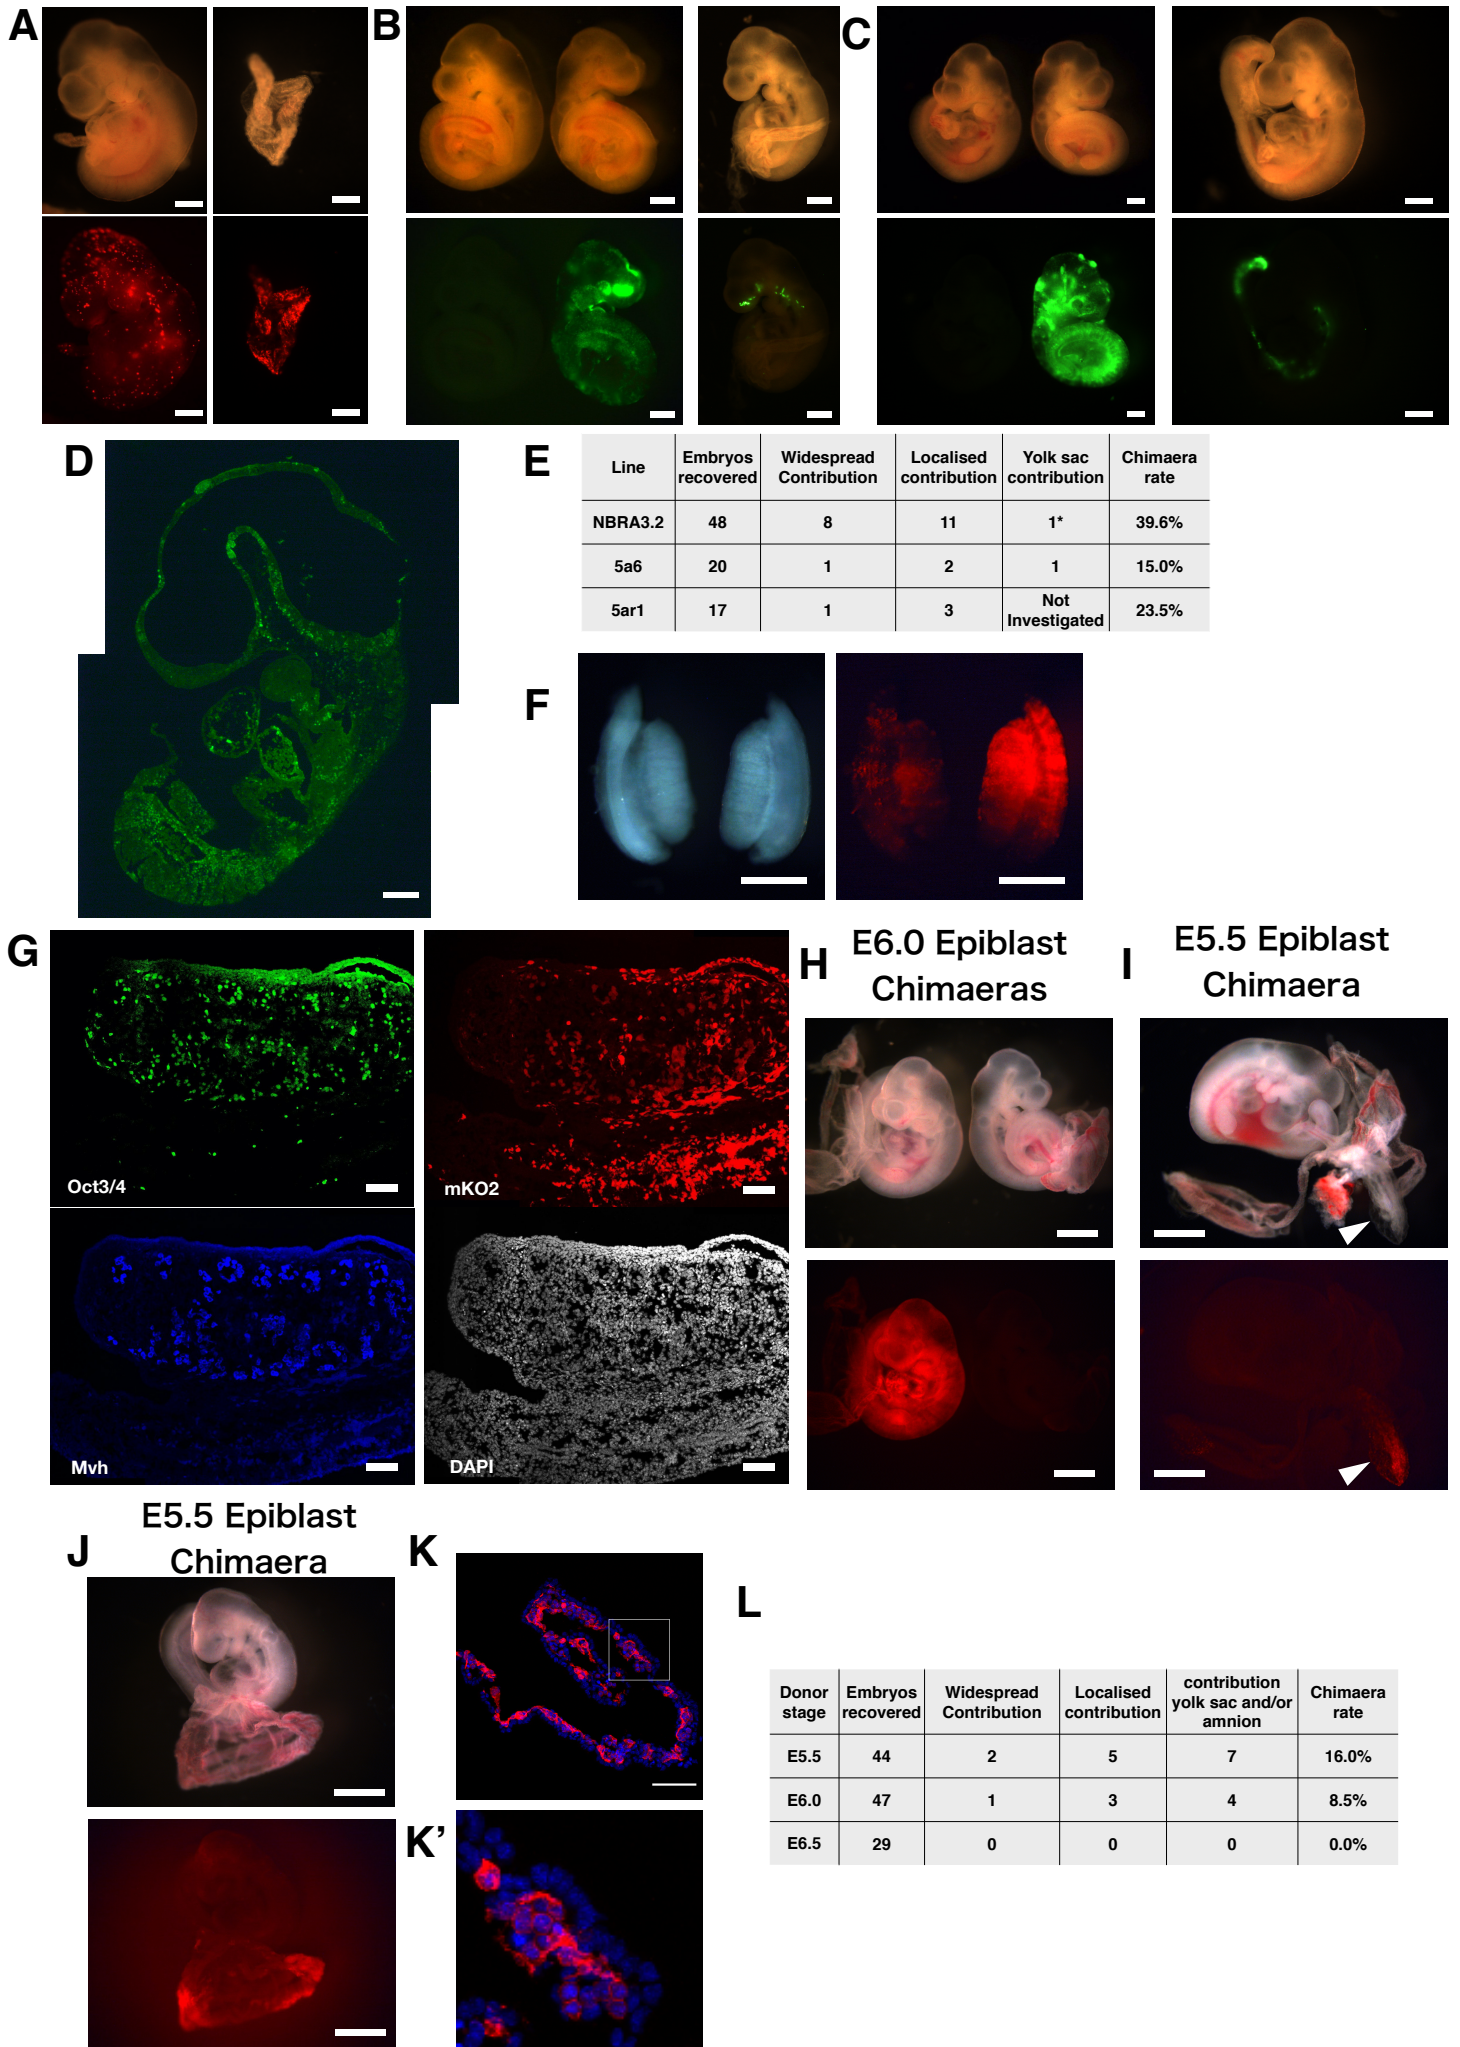 A
B
C
D
E
Line
Embryos recovered
Widespread Contribution
Localised contribution
Yolk sac contribution
Chimaera rate
NBRA3.2 48 8 11 1* 39.6%
5a6 20 1 2 1 15.0%
5ar1 17 1 3 Not Investigated 23.5%
F
G
Oct3/4
mKO2
Mvh
DAPI
H
E6.0 Epiblast
Chimaeras
I
E5.5 Epiblast
Chimaera
J
E5.5 Epiblast
Chimaera
K
K’
L
Donor stage
Embryos recovered
Widespread Contribution
Localised contribution
contribution yolk sac and/or amnion
Chimaera rate
E5.5 44 2 5 7 16.0%
E6.0 47 1 3 4 8.5%
E6.5 29 0 0 0 0.0%